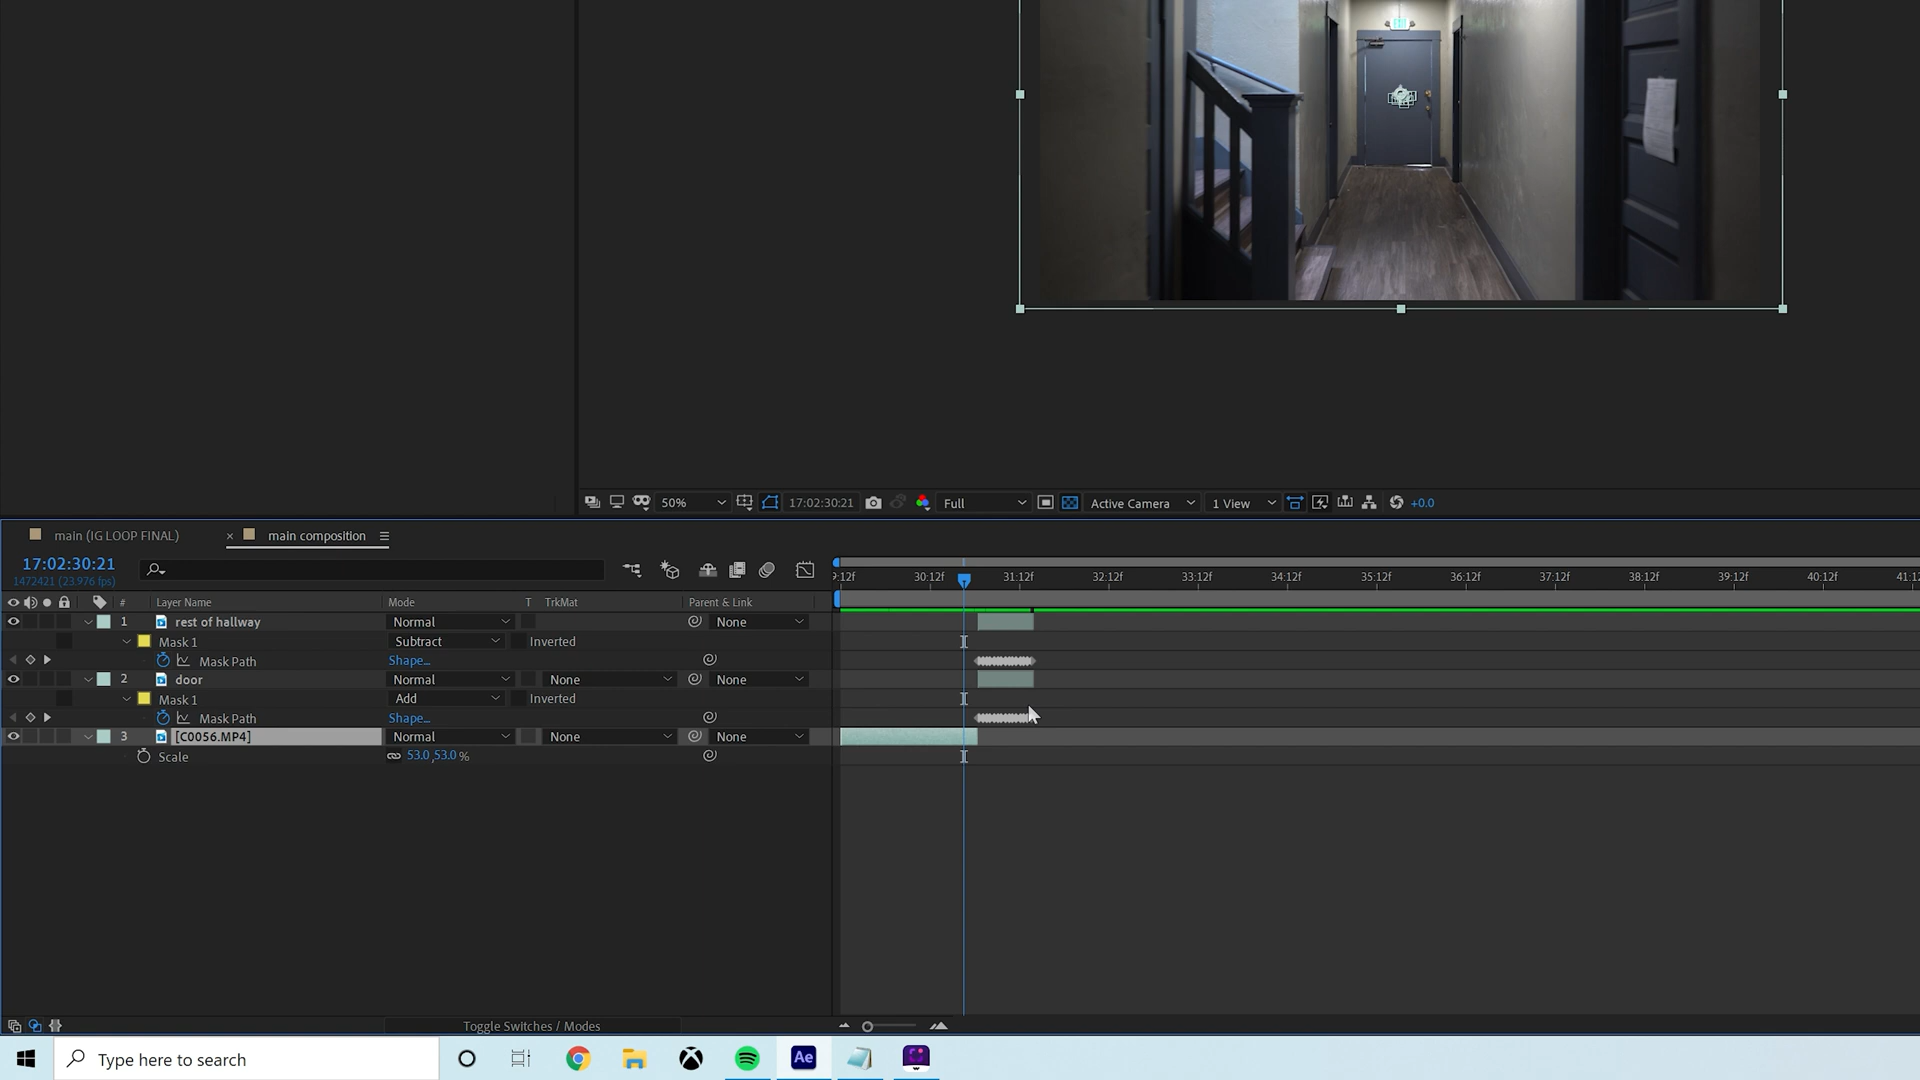 50%
17:02:30:21
Full
Active Camera
1 View
+0.0
main (IG LOOP FINAL)
× main composition
17:02:30:21
1472421 (23.976 fps)
9:12f 30:12f 31:12f 32:12f 33:12f 34:12f 35:12f 36:12f 37:12f 38:12f 39:12f 40:12f 41:12
# Layer Name Mode T TrkMat Parent & Link
1 rest of hallway Normal None
Mask 1 Subtract Inverted
Mask Path Shape...
2 door Normal None None
Mask 1 Add Inverted
Mask Path Shape...
3 [C0056.MP4] Normal None None
Scale 53.0,53.0%
Toggle Switches / Modes
Type here to search
Ae